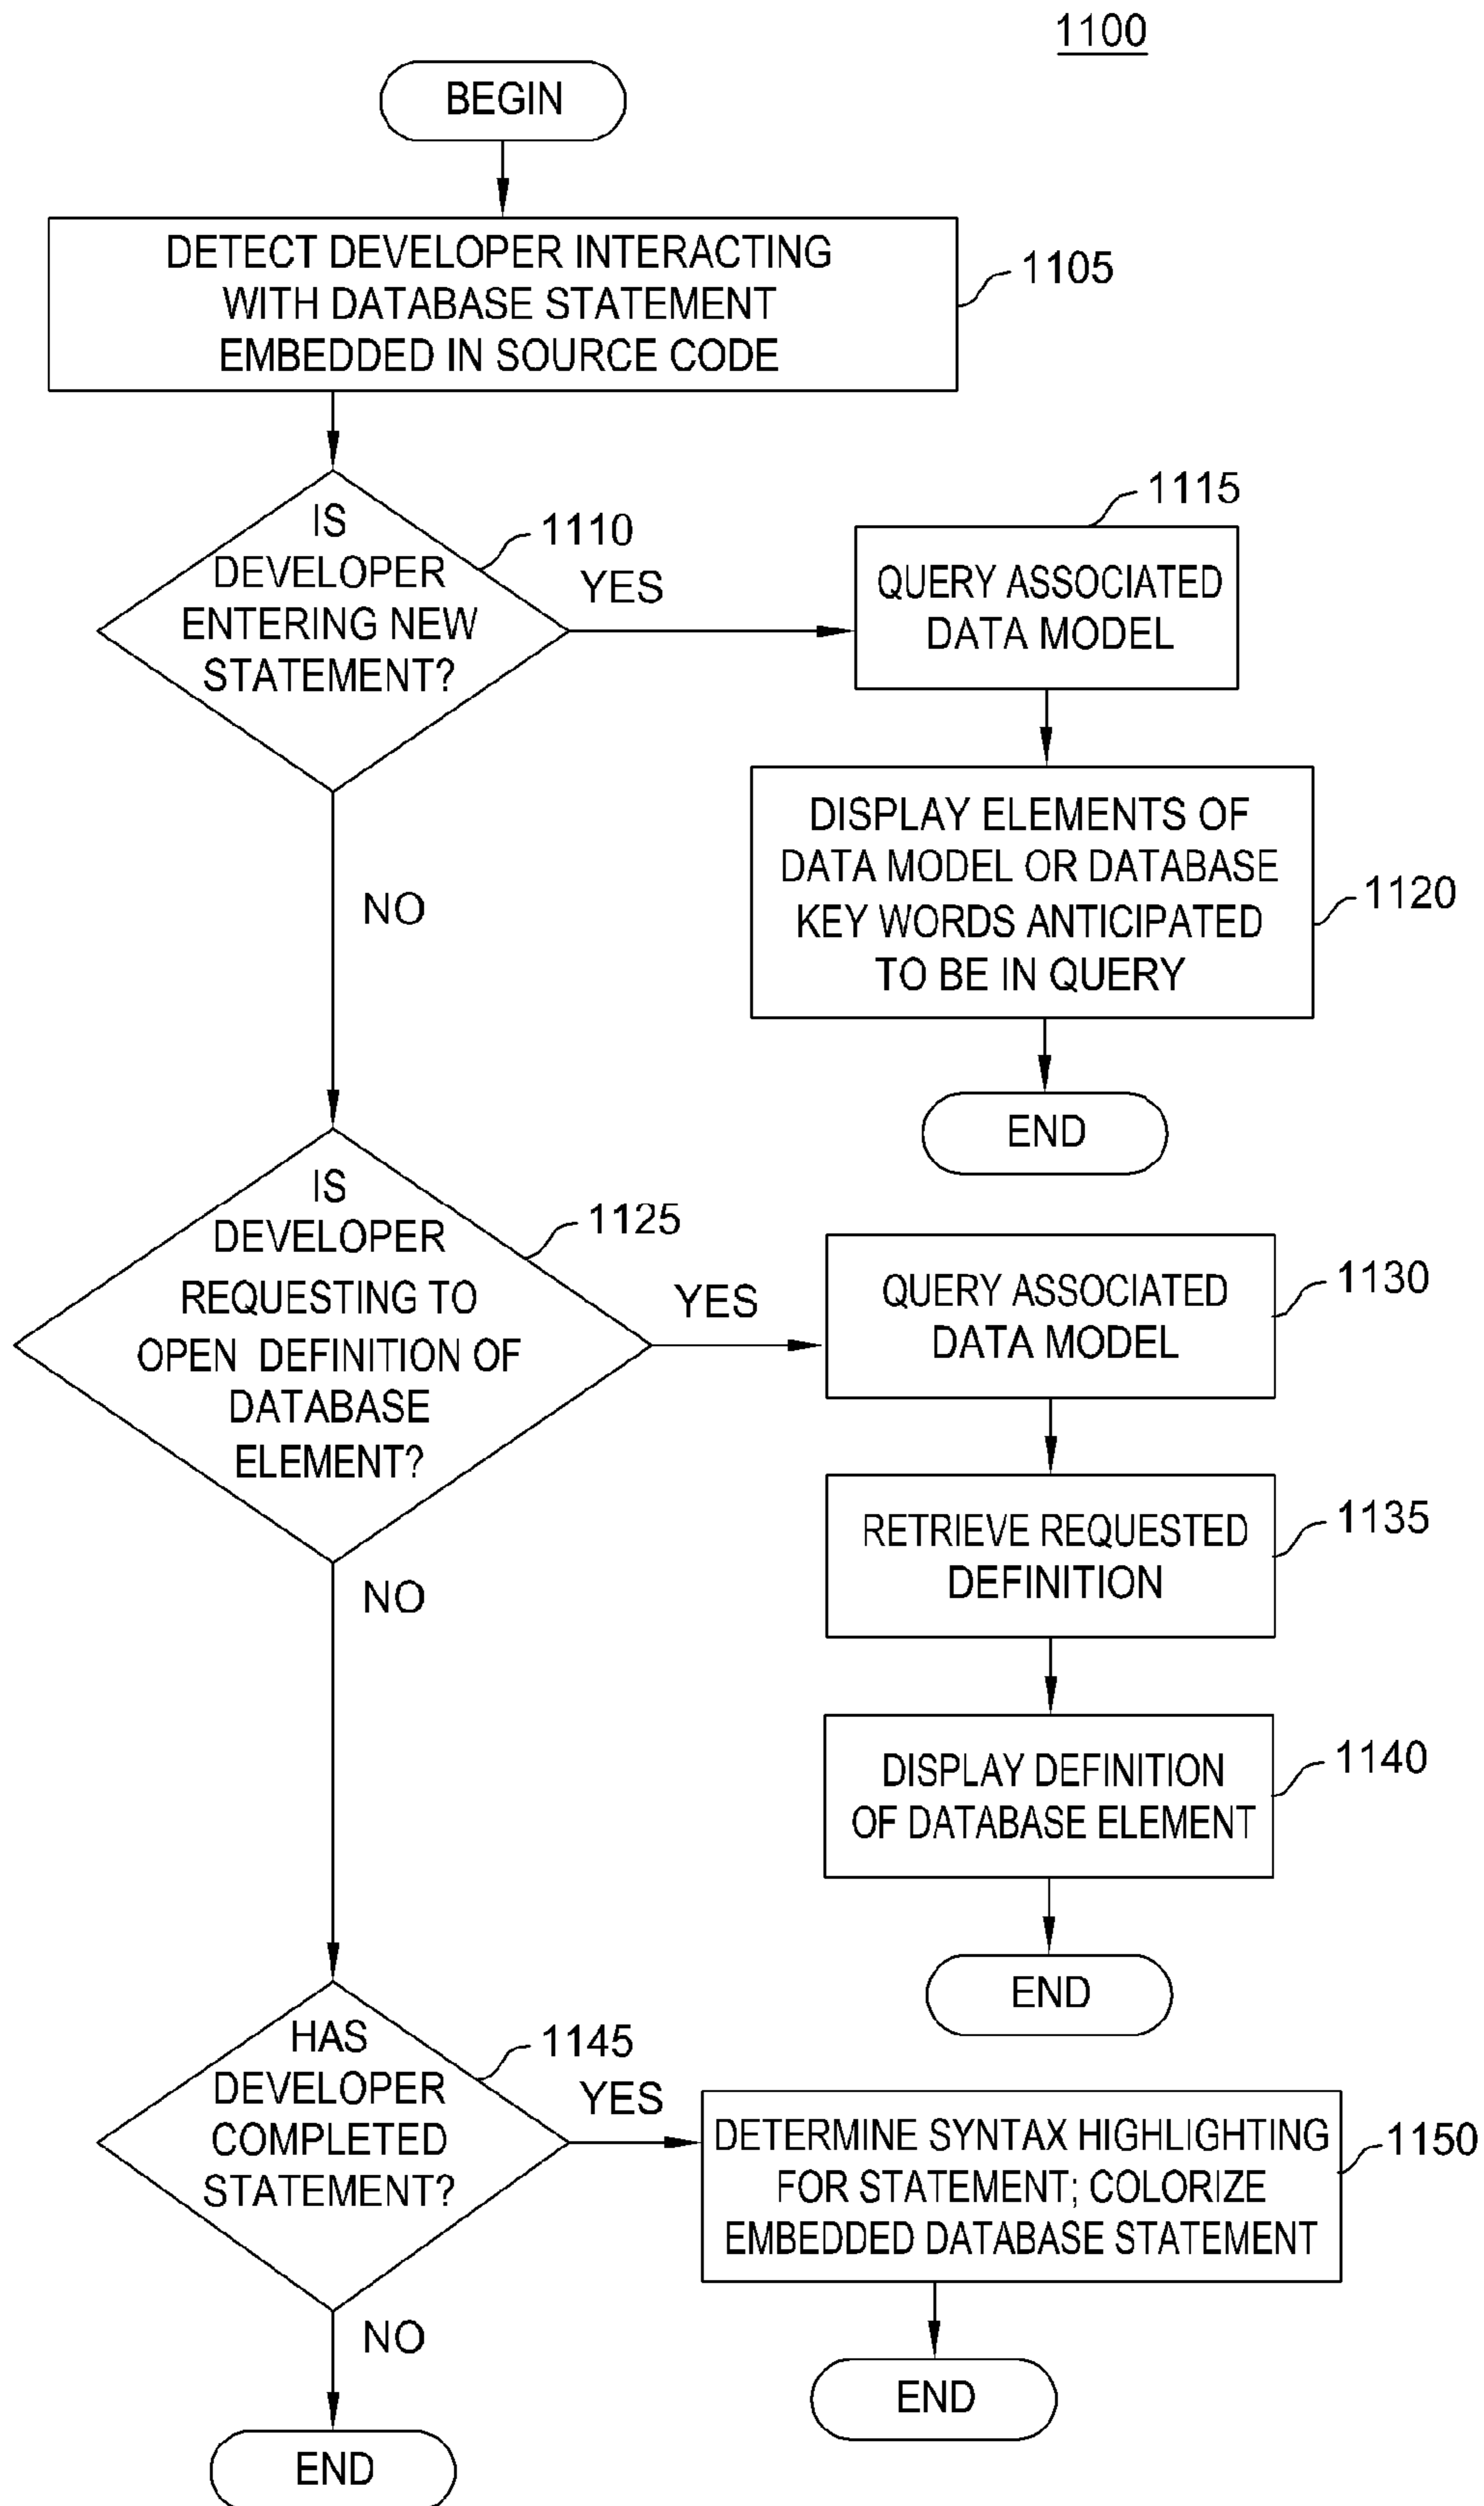 1100
BEGIN
DETECT DEVELOPER INTERACTING
WITH DATABASE STATEMENT
EMBEDDED IN SOURCE CODE
1105
IS
DEVELOPER
ENTERING NEW
STATEMENT?
1110
YES
1115
QUERY ASSOCIATED
DATA MODEL
DISPLAY ELEMENTS OF
DATA MODEL OR DATABASE
KEY WORDS ANTICIPATED
TO BE IN QUERY
1120
END
NO
IS
DEVELOPER
REQUESTING TO
OPEN DEFINITION OF
DATABASE
ELEMENT?
1125
YES
QUERY ASSOCIATED
DATA MODEL
1130
RETRIEVE REQUESTED
DEFINITION
1135
DISPLAY DEFINITION
OF DATABASE ELEMENT
1140
END
NO
HAS
DEVELOPER
COMPLETED
STATEMENT?
1145
YES
DETERMINE SYNTAX HIGHLIGHTING
FOR STATEMENT; COLORIZE
EMBEDDED DATABASE STATEMENT
1150
END
NO
END